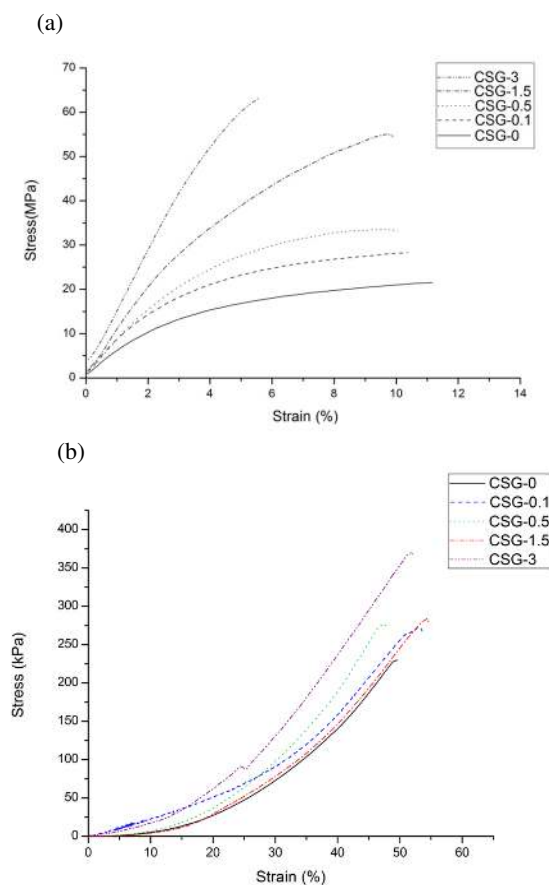 (a)
70
60
50
40
30
20
10
0
Stress(MPa)
CSG-3
CSG-1.5
CSG-0.5
CSG-0.1
CSG-0
0 2 4 6 8 10 12 14
Strain (%)
(b)
400
350
300
250
200
150
100
50
0
Stress (kPa)
CSG-0
CSG-0.1
CSG-0.5
CSG-1.5
CSG-3
0 10 20 30 40 50 60
Strain (%)